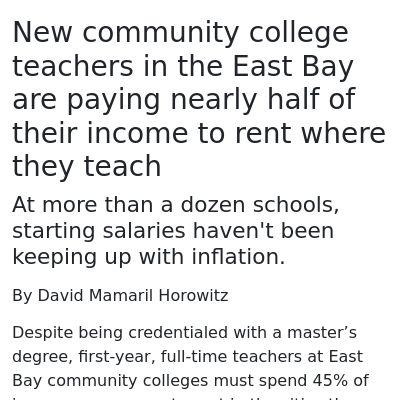 New community college
teachers in the East Bay
are paying nearly half of
their income to rent where
they teach
At more than a dozen schools,
starting salaries haven't been
keeping up with inflation.
By David Mamaril Horowitz
Despite being credentialed with a master’s
degree, first-year, full-time teachers at East
Bay community colleges must spend 45% of